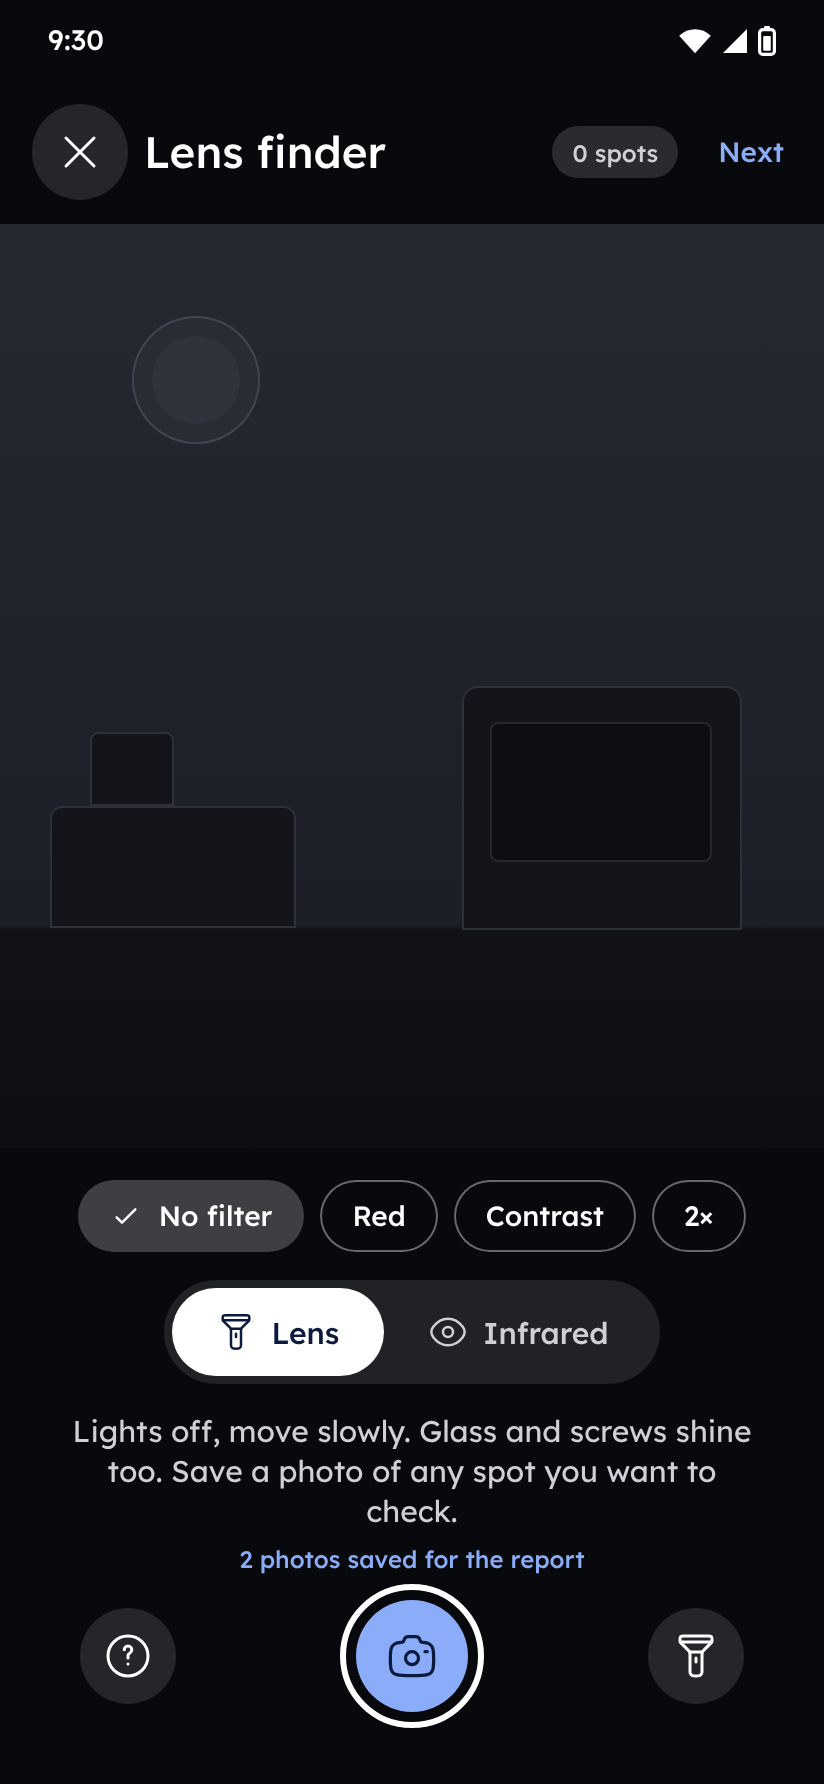 9:30
Lens finder
0 spots
Next
No filter
Red
Contrast
2×
Lens
Infrared
Lights off, move slowly. Glass and screws shine
too. Save a photo of any spot you want to
check.
2 photos saved for the report